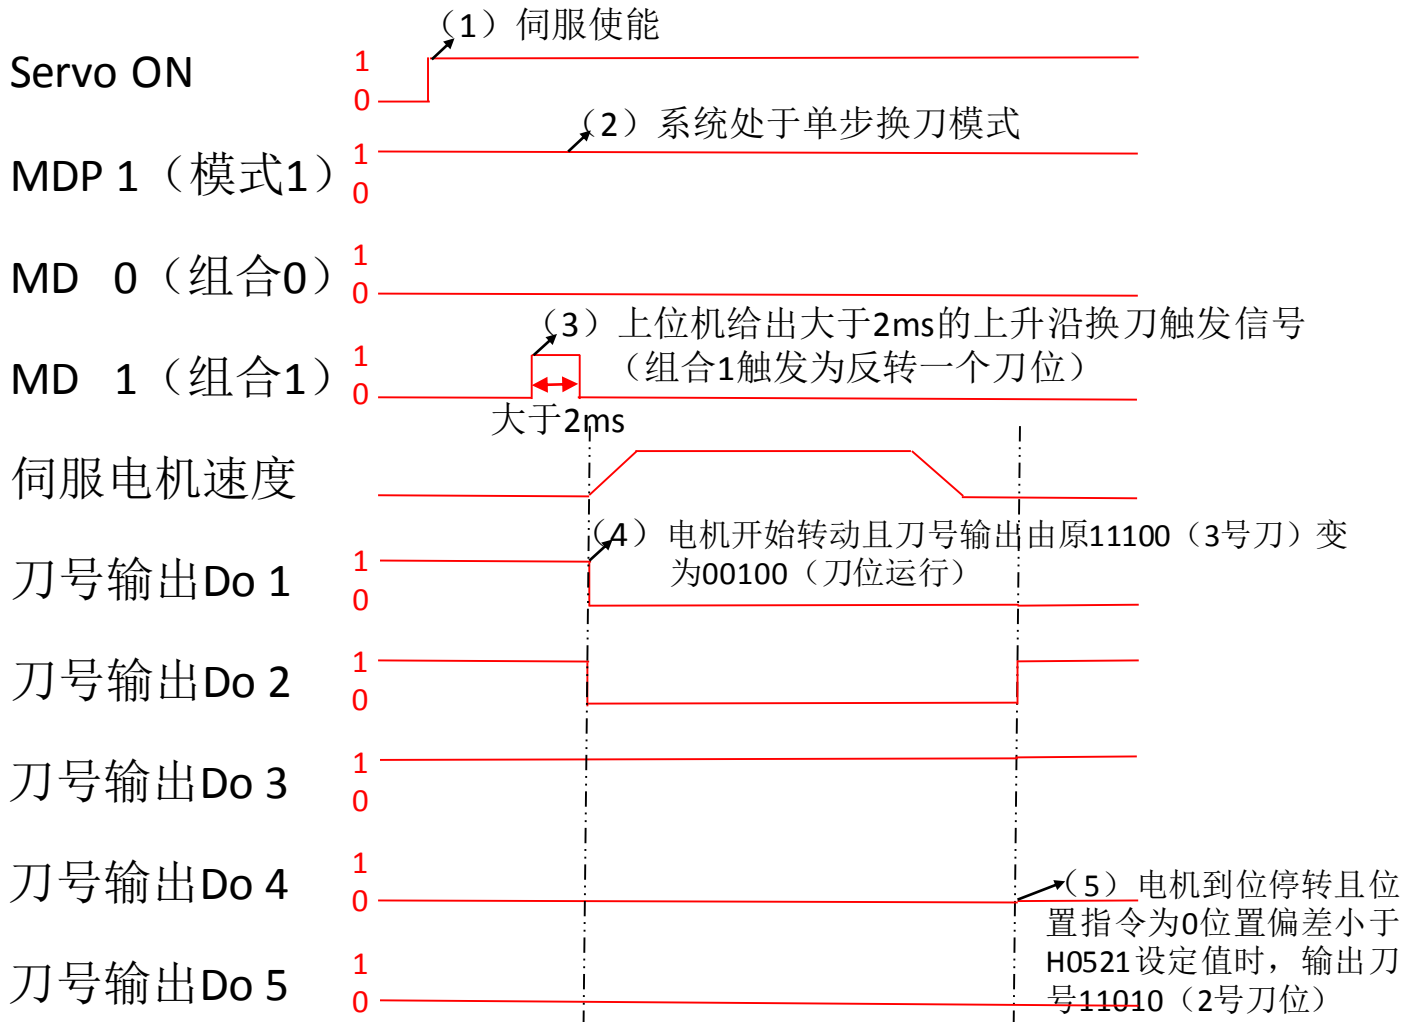 （1）伺服使能
Servo ON
1
0
（2）系统处于单步换刀模式
MDP 1（模式1）
1
0
MD 0（组合0）
1
0
（3）上位机给出大于2ms的上升沿换刀触发信号
（组合1触发为反转一个刀位）
MD 1（组合1）
1
0
大于2ms
伺服电机速度
（4）电机开始转动且刀号输出由原11100（3号刀）变
为00100（刀位运行）
刀号输出Do 1
1
0
刀号输出Do 2
1
0
刀号输出Do 3
1
0
刀号输出Do 4
1
0
（5）电机到位停转且位
置指令为0位置偏差小于
H0521设定值时，输出刀
号11010（2号刀位）
刀号输出Do 5
1
0